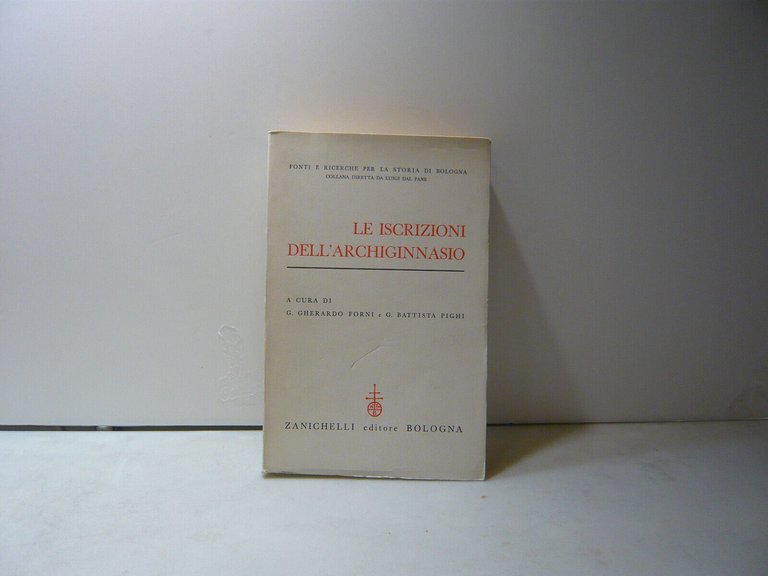 FONTI E RICERCHE PER LA STORIA DI BOLOGNA
COLLANA DIRETTA DA LUIGI DAL PANE
LE ISCRIZIONI
DELL'ARCHIGINNASIO
A CURA DI
G. GHERARDO FORNI e G. BATTISTA PIGHI
ZANICHELLI editore BOLOGNA